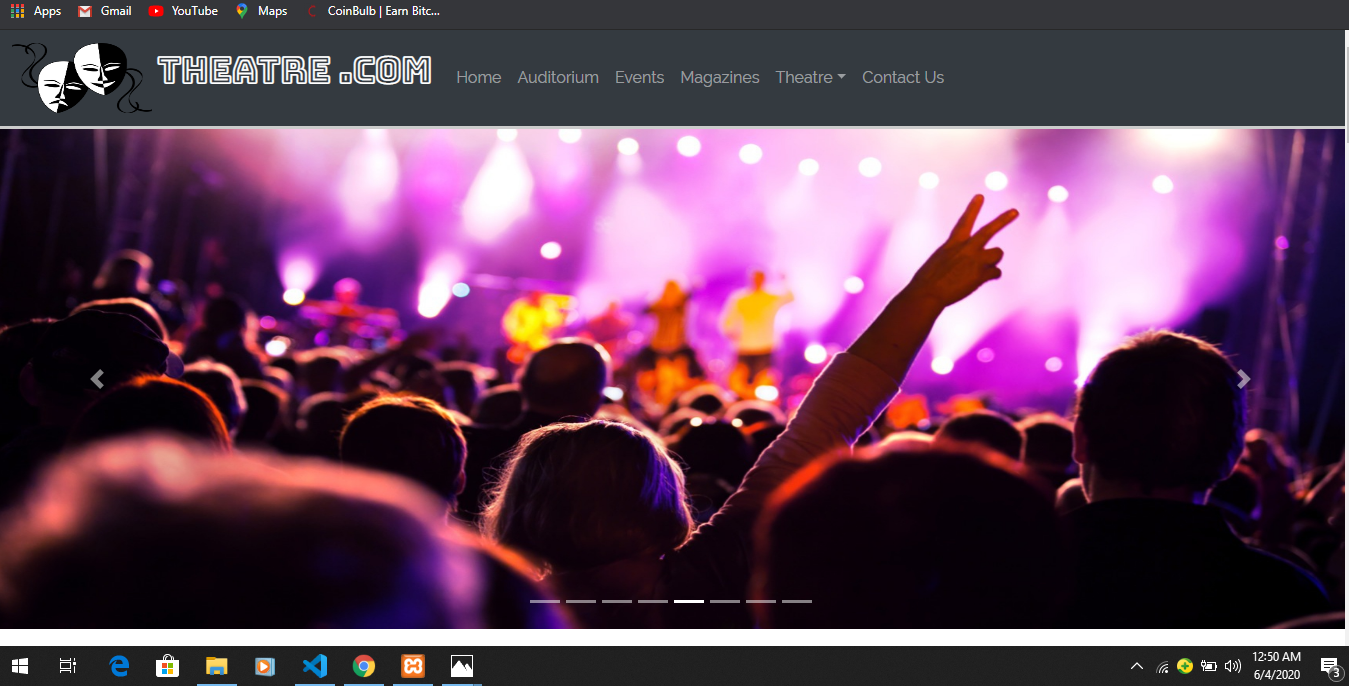 Apps Gmail YouTube Maps CoinBulb | Earn Bitc...
THEATRE .COM Home Auditorium Events Magazines Theatre Contact Us
12:50 AM
6/4/2020
3